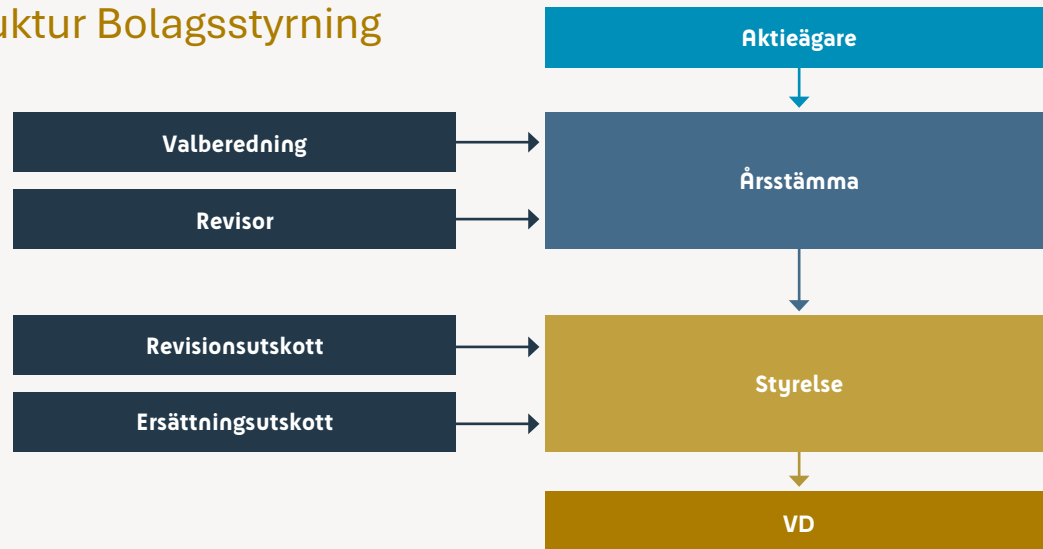 uktur Bolagsstyrning
Aktieägare
Valberedning
Årsstämma
Revisor
Revisionsutskott
Styrelse
Ersättningsutskott
VD